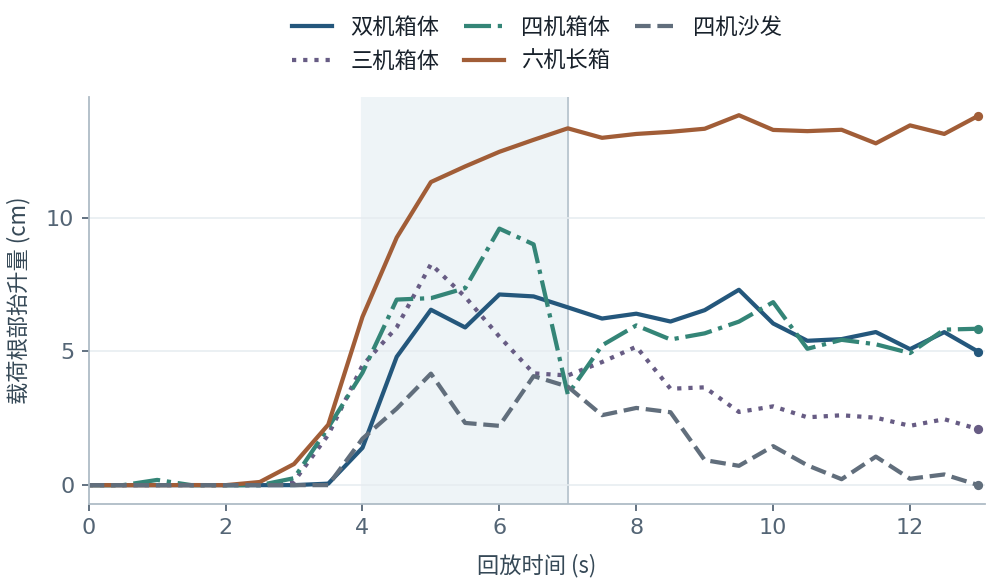 双机箱体 四机箱体 四机沙发
三机箱体 六机长箱
载荷根部抬升量 (cm)
10
5
0
0 2 4 6 8 10 12
回放时间 (s)